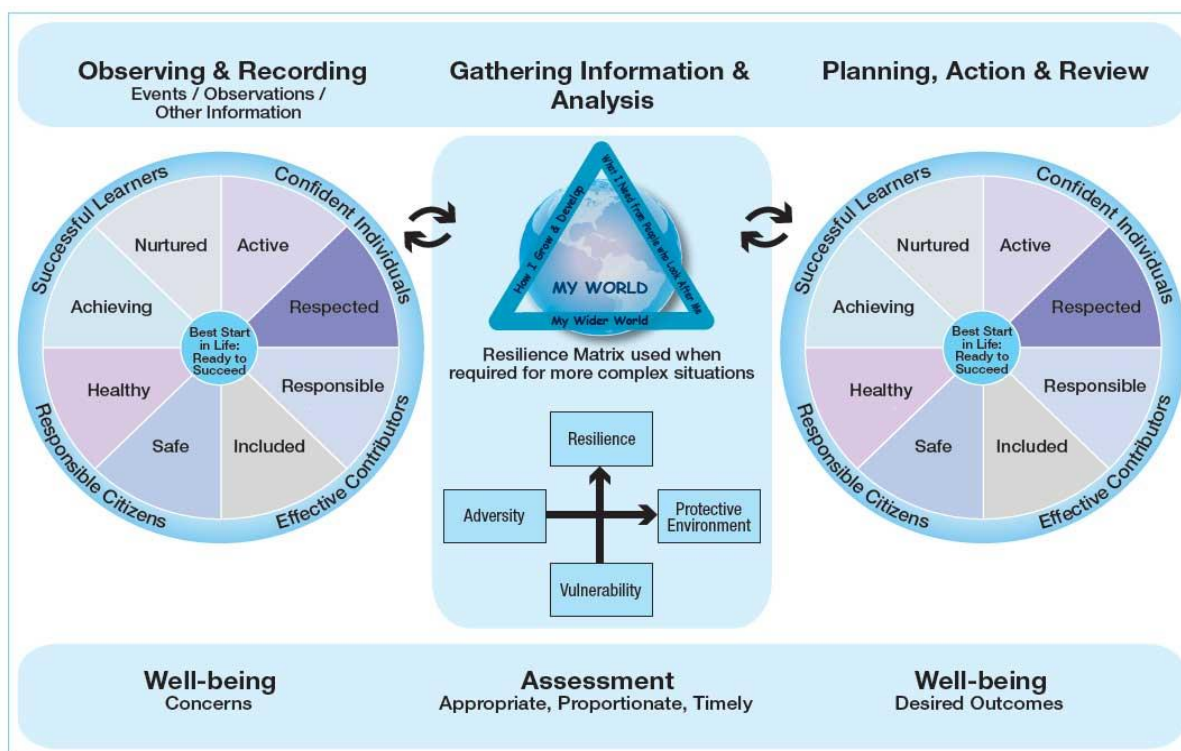 Observing & Recording
Events / Observations /
Other Information
Gathering Information &
Analysis
Planning, Action & Review
Successful Learners
Confident Individuals
Nurtured
Active
Achieving
Respected
Best Start
in Life:
Ready to
Succeed
Healthy
Responsible
Safe
Included
Responsible Citizens
Effective Contributors
How I Grow & Develop
What I Need From People who Look After Me
MY WORLD
My Wider World
Resilience Matrix used when
required for more complex situations
Resilience
Adversity
Protective
Environment
Vulnerability
Successful Learners
Confident Individuals
Nurtured
Active
Achieving
Respected
Best Start
in Life:
Ready to
Succeed
Healthy
Responsible
Safe
Included
Responsible Citizens
Effective Contributors
Well-being
Concerns
Assessment
Appropriate, Proportionate, Timely
Well-being
Desired Outcomes